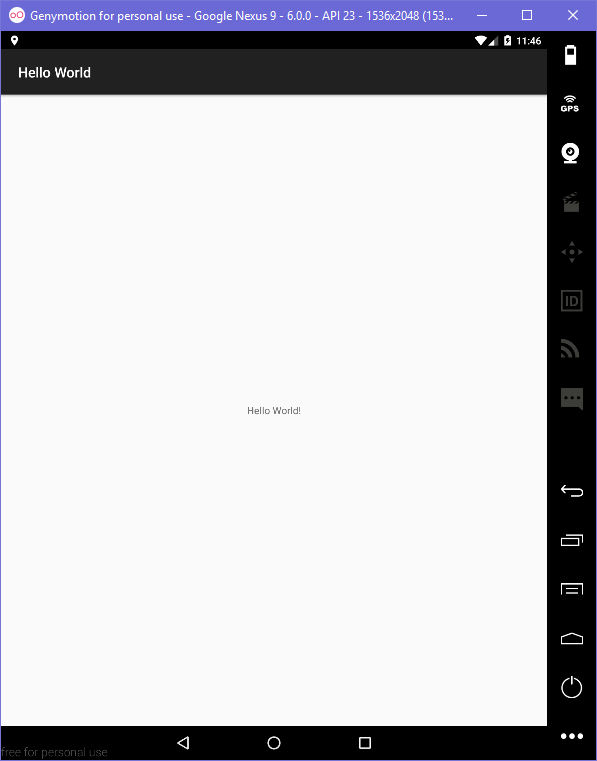 Genymotion for personal use - Google Nexus 9 - 6.0.0 - API 23 - 1536x2048 (153...
11:46
Hello World
GPS
ID
Hello World!
free for personal use